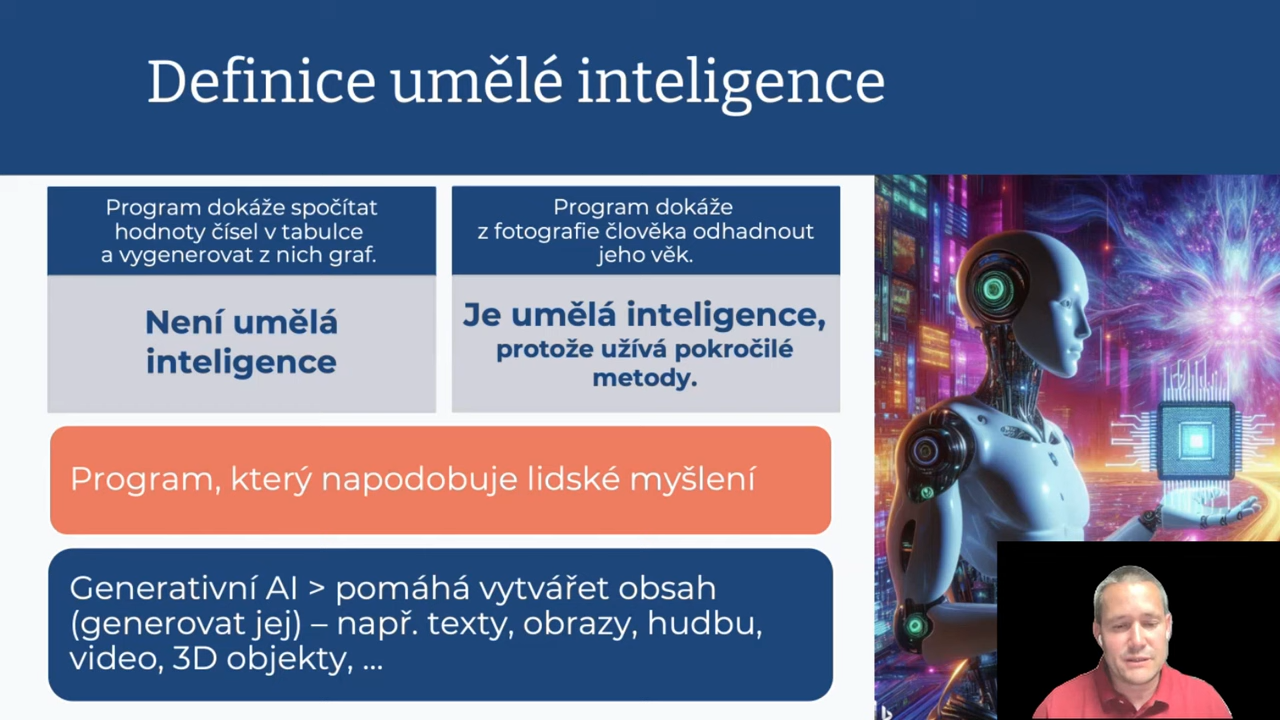 Definice umělé inteligence
Program dokáže spočítat
hodnoty čísel v tabulce
a vygenerovat z nich graf.
Program dokáže
z fotografie člověka odhadnout
jeho věk.
Není umělá
inteligence
Je umělá inteligence,
protože užívá pokročilé
metody.
Program, který napodobuje lidské myšlení
Generativní AI > pomáhá vytvářet obsah
(generovat jej) – např. texty, obrazy, hudbu,
video, 3D objekty, ...